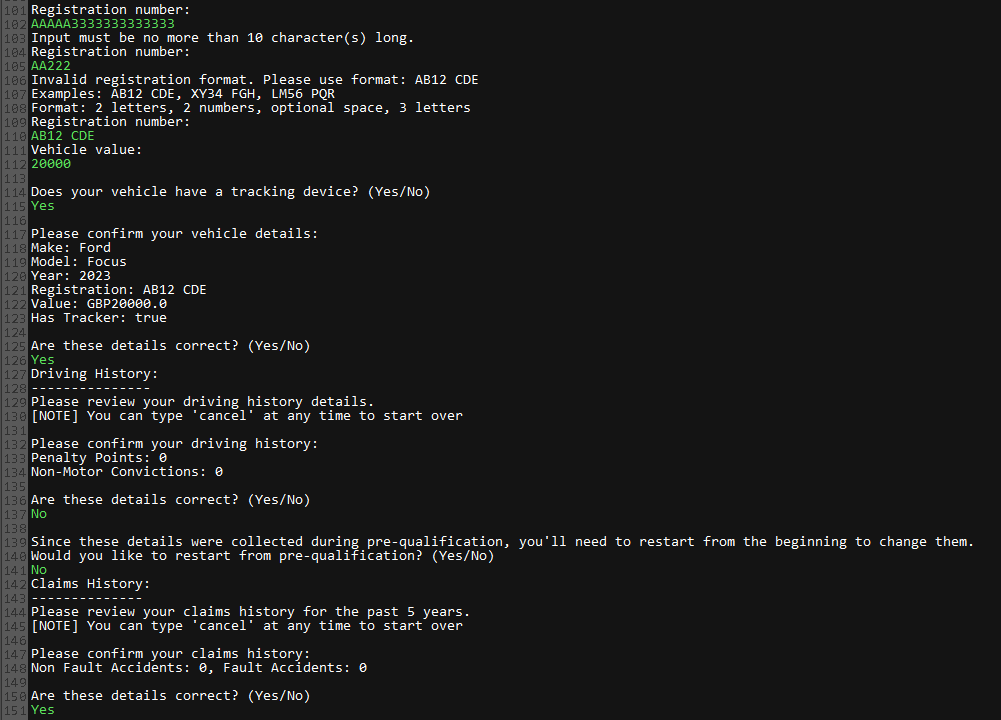 101 Registration number:
102 AAAAA3333333333333
103 Input must be no more than 10 character(s) long.
104 Registration number:
105 AA222
106 Invalid registration format. Please use format: AB12 CDE
107 Examples: AB12 CDE, XY34 FGH, LM56 PQR
108 Format: 2 letters, 2 numbers, optional space, 3 letters
109 Registration number:
110 AB12 CDE
111 Vehicle value:
112 20000
113
114 Does your vehicle have a tracking device? (Yes/No)
115 Yes
116
117 Please confirm your vehicle details:
118 Make: Ford
119 Model: Focus
120 Year: 2023
121 Registration: AB12 CDE
122 Value: GBP20000.0
123 Has Tracker: true
124
125 Are these details correct? (Yes/No)
126 Yes
127 Driving History:
128 ---------------
129 Please review your driving history details.
130 [NOTE] You can type 'cancel' at any time to start over
131
132 Please confirm your driving history:
133 Penalty Points: 0
134 Non-Motor Convictions: 0
135
136 Are these details correct? (Yes/No)
137 No
138
139 Since these details were collected during pre-qualification, you'll need to restart from the beginning to change them.
140 Would you like to restart from pre-qualification? (Yes/No)
141 No
142 Claims History:
143 --------------
144 Please review your claims history for the past 5 years.
145 [NOTE] You can type 'cancel' at any time to start over
146
147 Please confirm your claims history:
148 Non Fault Accidents: 0, Fault Accidents: 0
149
150 Are these details correct? (Yes/No)
151 Yes